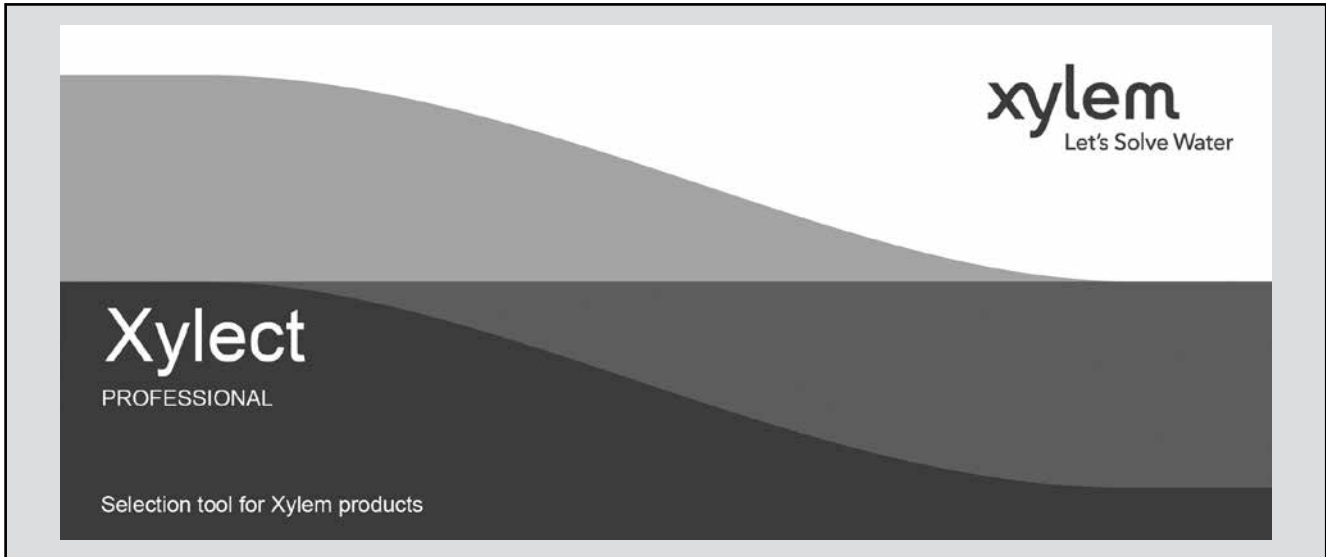 xylem
Let's Solve Water
Xylect
PROFESSIONAL
Selection tool for Xylem products